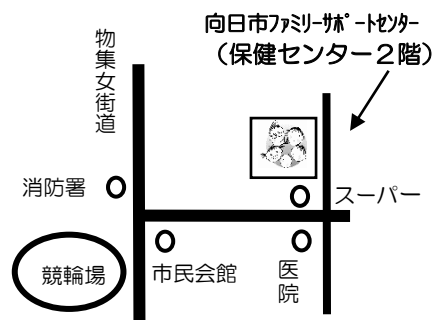 向日市ファミリーサポートセンター
（保健センター２階）
物集女街道
消防署
スーパー
競輪場
市民会館
医院